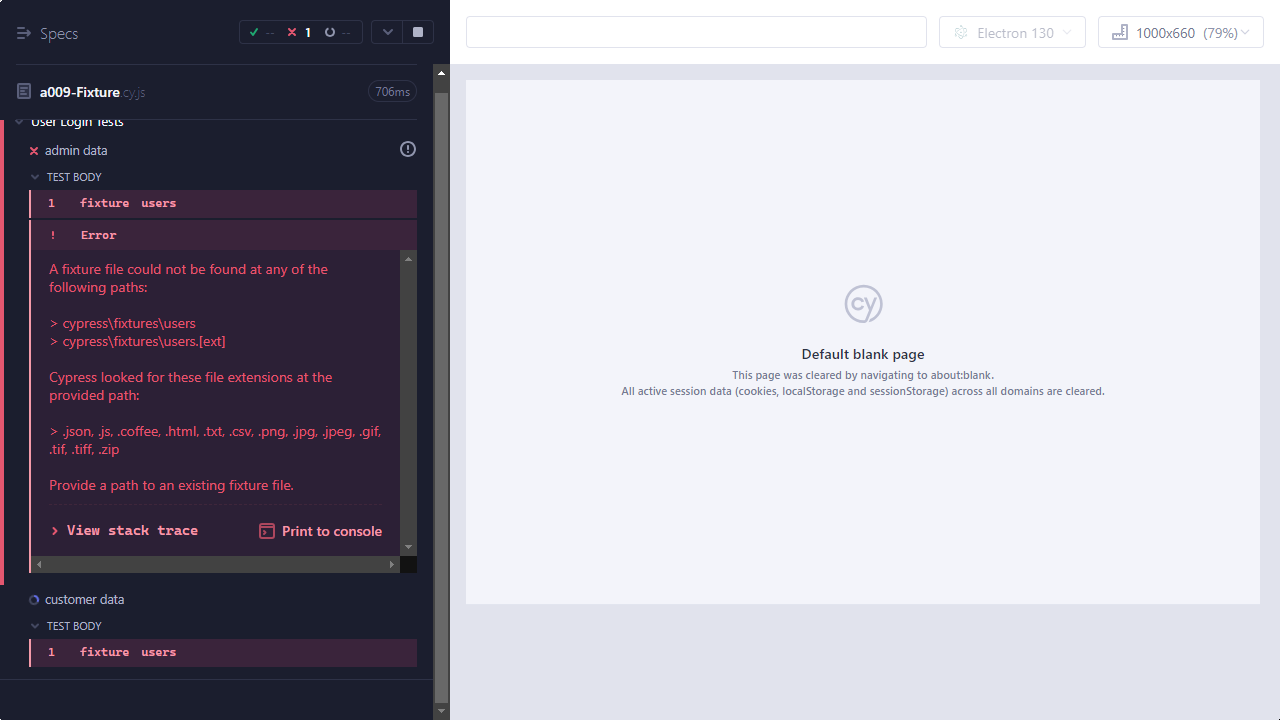 Specs
--
1
--
Electron 130
1000x660 (79%)
a009-Fixture.cy.js
706ms
User Login Tests
admin data
TEST BODY
1 fixture users
! Error
A fixture file could not be found at any of the
following paths:
> cypress\fixtures\users
> cypress\fixtures\users.[ext]
Cypress looked for these file extensions at the
provided path:
> .json, .js, .coffee, .html, .txt, .csv, .png, .jpg, .jpeg, .gif,
.tif, .tiff, .zip
Provide a path to an existing fixture file.
> View stack trace
Print to console
customer data
TEST BODY
1 fixture users
cy
Default blank page
This page was cleared by navigating to about:blank.
All active session data (cookies, localStorage and sessionStorage) across all domains are cleared.